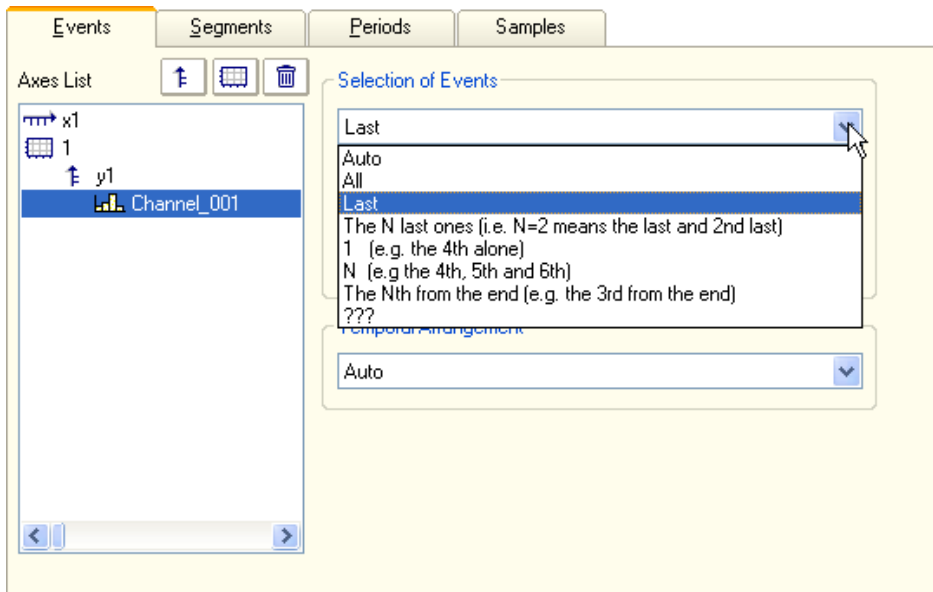 Events
Segments
Periods
Samples
Axes List
Selection of Events
x1
1
y1
Channel_001
Last
Auto
All
Last
The N last ones (i.e. N=2 means the last and 2nd last)
1 (e.g. the 4th alone)
N (e.g the 4th, 5th and 6th)
The Nth from the end (e.g. the 3rd from the end)
???
Temporal Arrangement
Auto